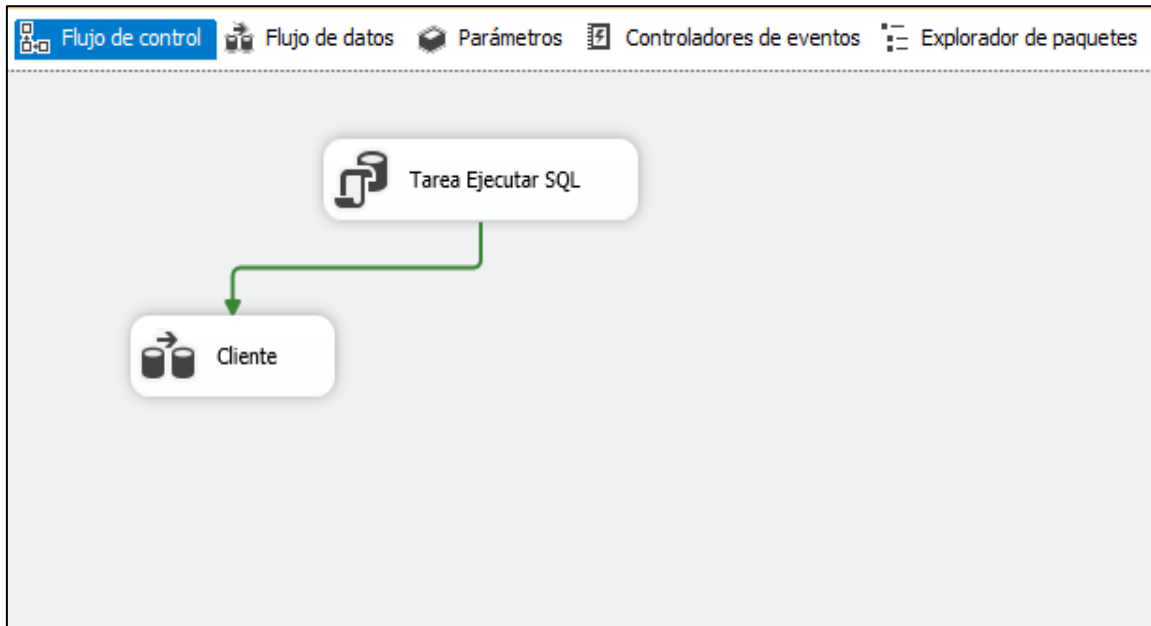 Flujo de control Flujo de datos Parámetros Controladores de eventos Explorador de paquetes
Tarea Ejecutar SQL
Cliente